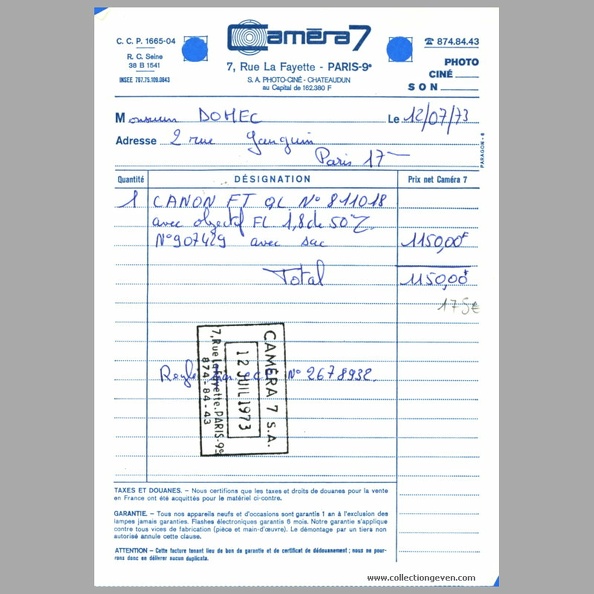 C. C. P. 1665-04
R. C. Seine
38 B 1541
INSEE 767.75.109.0843
Caméra 7
7, Rue La Fayette - PARIS-9e
S. A. PHOTO-CINÉ - CHATEAUDUN
au Capital de 162.380 F
☎ 874.84.43
PHOTO
CINÉ
SON
Monsieur DOMEC
Le 12/07/73
Adresse 2 rue Gauguin
Paris 17
PARAGON - E
Quantité DÉSIGNATION Prix net Caméra 7
1 CANON FT QL N° 811018
avec objectif FL 1,8 de 50
N° 907429 avec sac 1150,00F
Total 1150,00F
175€
CAMÉRA 7 S.A.
12 JUIL 1973
7, Rue la Fayette, PARIS-9e
874-84-43
N° 2678932.
TAXES ET DOUANES. - Nous certifions que les taxes et droits de douanes pour la vente
en France ont été acquittés pour le matériel ci-contre.
GARANTIE. - Tous nos appareils neufs et d'occasions sont garantis 1 an à l'exclusion des
lampes jamais garanties. Flashes électroniques garantis 6 mois. Notre garantie s'applique
contre tous vices de fabrication (pièce et main-d'œuvre). Le démontage par un tiers non
autorisé annule cette clause.
ATTENTION - Cette facture tenant lieu de bon de garantie et de certificat de dédouanement ; nous ne pour-
rons donc en délivrer aucun duplicata.
www.collectiongeven.com